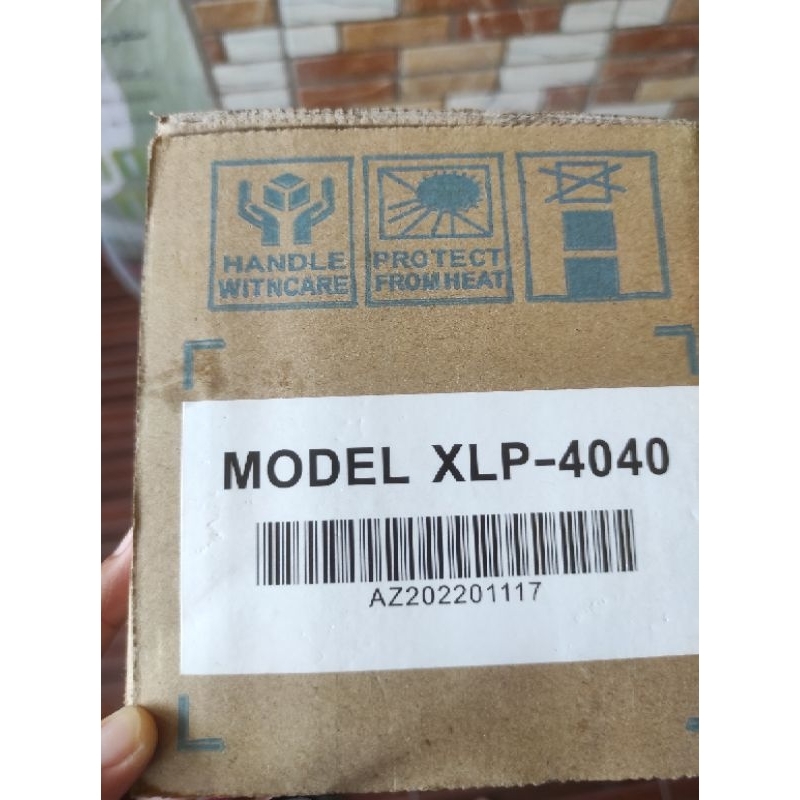 HANDLE
WITNCARE
PROTECT
FROM HEAT
MODEL XLP-4040
AZ202201117